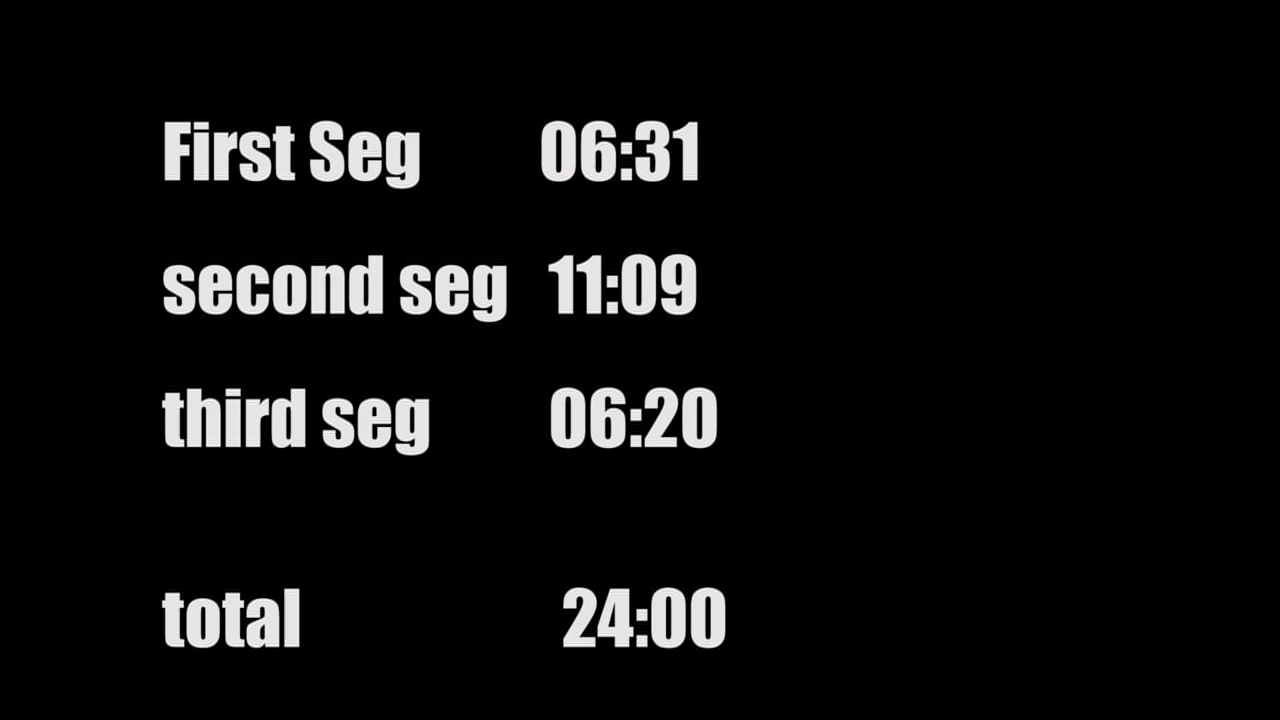 First Seg 06:31
second seg 11:09
third seg 06:20
total 24:00